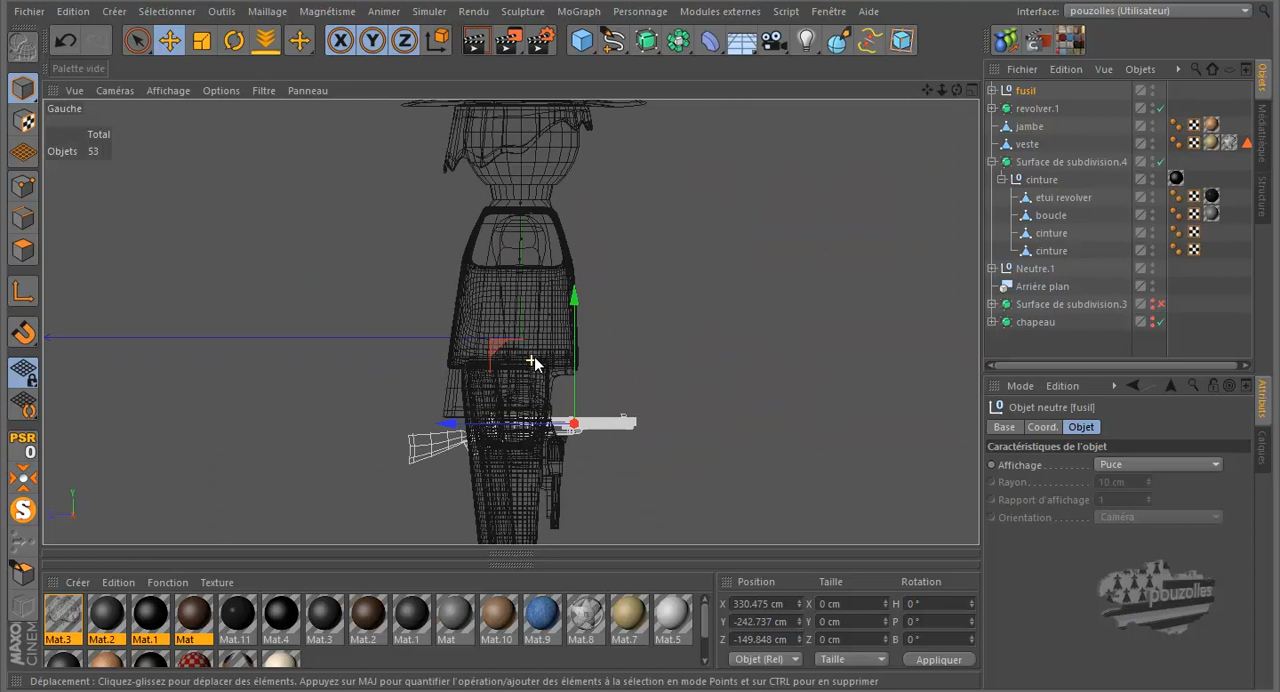 Fichier Edition Créer Sélectionner Outils Maillage Magnétisme Animer Simuler Rendu Sculpture MoGraph Personnage Modules externes Script Fenêtre Aide Interface: pouzolles (Utilisateur)
X Y Z
Palette vide
Fichier Edition Vue Objets
Vue Caméras Affichage Options Filtre Panneau
Gauche
Total
Objets 53
fusil
revolver.1
jambe
veste
Surface de subdivision.4
cinture
etui revolver
boucle
cinture
cinture
Neutre.1
Arriére plan
Surface de subdivision.3
chapeau
Objets
Médiathèque
Structure
Mode Edition
Objet neutre [fusil]
Base Coord. Objet
Caractéristiques de l'objet
Affichage Puce
Rayon 10 cm
Rapport d'affichage 1
Orientation Caméra
Attributs
Calques
pouzolles
PSR
0
S
Y
Créer Edition Fonction Texture
Mat.3 Mat.2 Mat.1 Mat Mat.11 Mat.4 Mat.3 Mat.2 Mat.1 Mat Mat.10 Mat.9 Mat.8 Mat.7 Mat.5
Position Taille Rotation
X 330.475 cm X 0 cm H 0 °
Y -242.737 cm Y 0 cm P 0 °
Z -149.848 cm Z 0 cm B 0 °
Objet (Rel) Taille Appliquer
MAXO
CINEM
Déplacement : Cliquez-glissez pour déplacer des éléments. Appuyez sur MAJ pour quantifier l'opération/ajouter des éléments à la sélection en mode Points et sur CTRL pour en supprimer